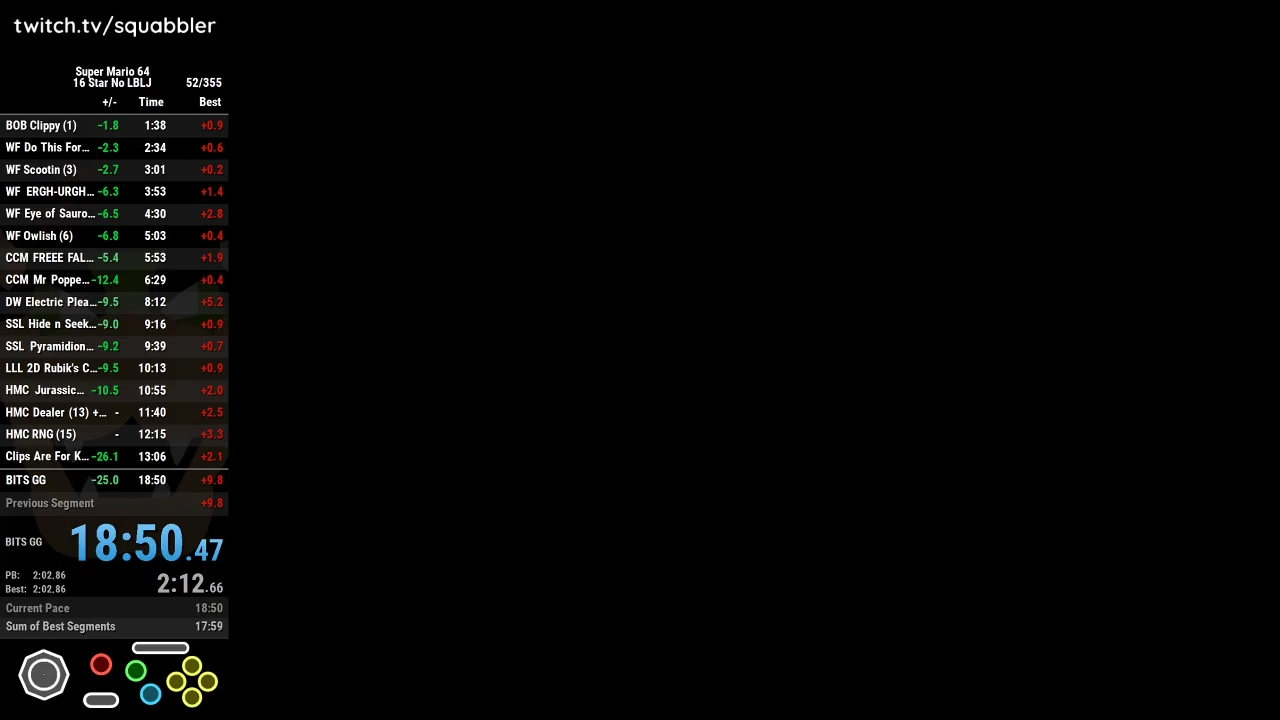 twitch.tv/squabbler
Super Mario 64
16 Star No LBLJ 52/355
+/- Time Best
BOB Clippy (1) -1.8 1:38 +0.9
WF Do This For... -2.3 2:34 +0.6
WF Scootin (3) -2.7 3:01 +0.2
WF ERGH-URGH... -6.3 3:53 +1.4
WF Eye of Sauro... -6.5 4:30 +2.8
WF Owlish (6) -6.8 5:03 +0.4
CCM FREEE FAL... -5.4 5:53 +1.9
CCM Mr Poppe... -12.4 6:29 +0.4
DW Electric Plea... -9.5 8:12 +5.2
SSL Hide n Seek... -9.0 9:16 +0.9
SSL Pyramidion... -9.2 9:39 +0.7
LLL 2D Rubik's C... -9.5 10:13 +0.9
HMC Jurassic... -10.5 10:55 +2.0
HMC Dealer (13) +... - 11:40 +2.5
HMC RNG (15) - 12:15 +3.3
Clips Are For K... -26.1 13:06 +2.1
BITS GG -25.0 18:50 +9.8
Previous Segment +9.8
BITS GG 18:50.47
PB: 2:02.86
Best: 2:02.86 2:12.66
Current Pace 18:50
Sum of Best Segments 17:59